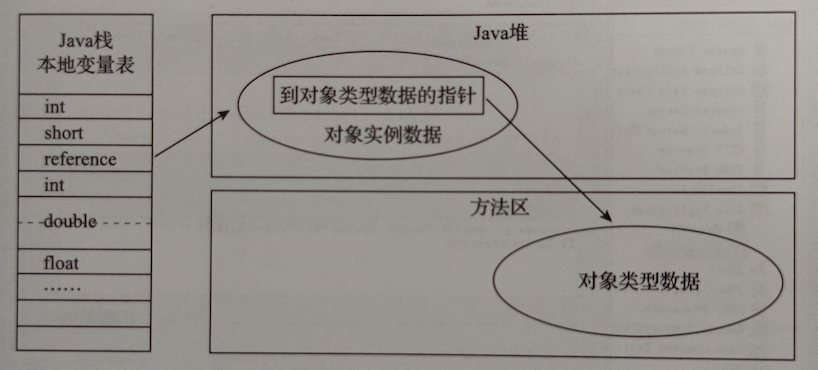 Java栈
本地变量表
int
short
reference
int
double
float
……
Java堆
到对象类型数据的指针
对象实例数据
方法区
对象类型数据